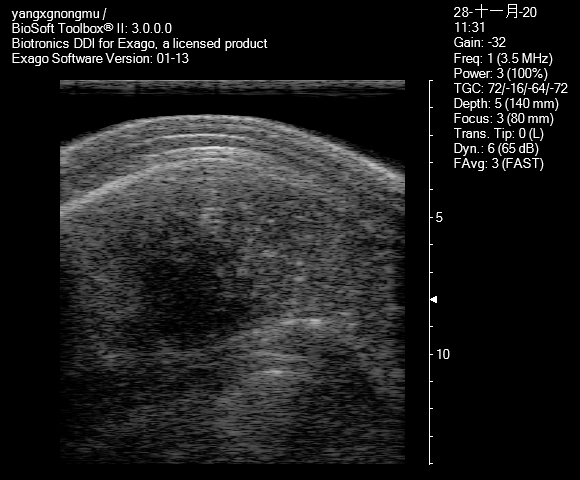 yangxgnongmu /
BioSoft Toolbox® II: 3.0.0.0
Biotronics DDI for Exago, a licensed product
Exago Software Version: 01-13
28-十一月-20
11:31
Gain: -32
Freq: 1 (3.5 MHz)
Power: 3 (100%)
TGC: 72/-16/-64/-72
Depth: 5 (140 mm)
Focus: 3 (80 mm)
Trans. Tip: 0 (L)
Dyn.: 6 (65 dB)
FAvg: 3 (FAST)
5
10